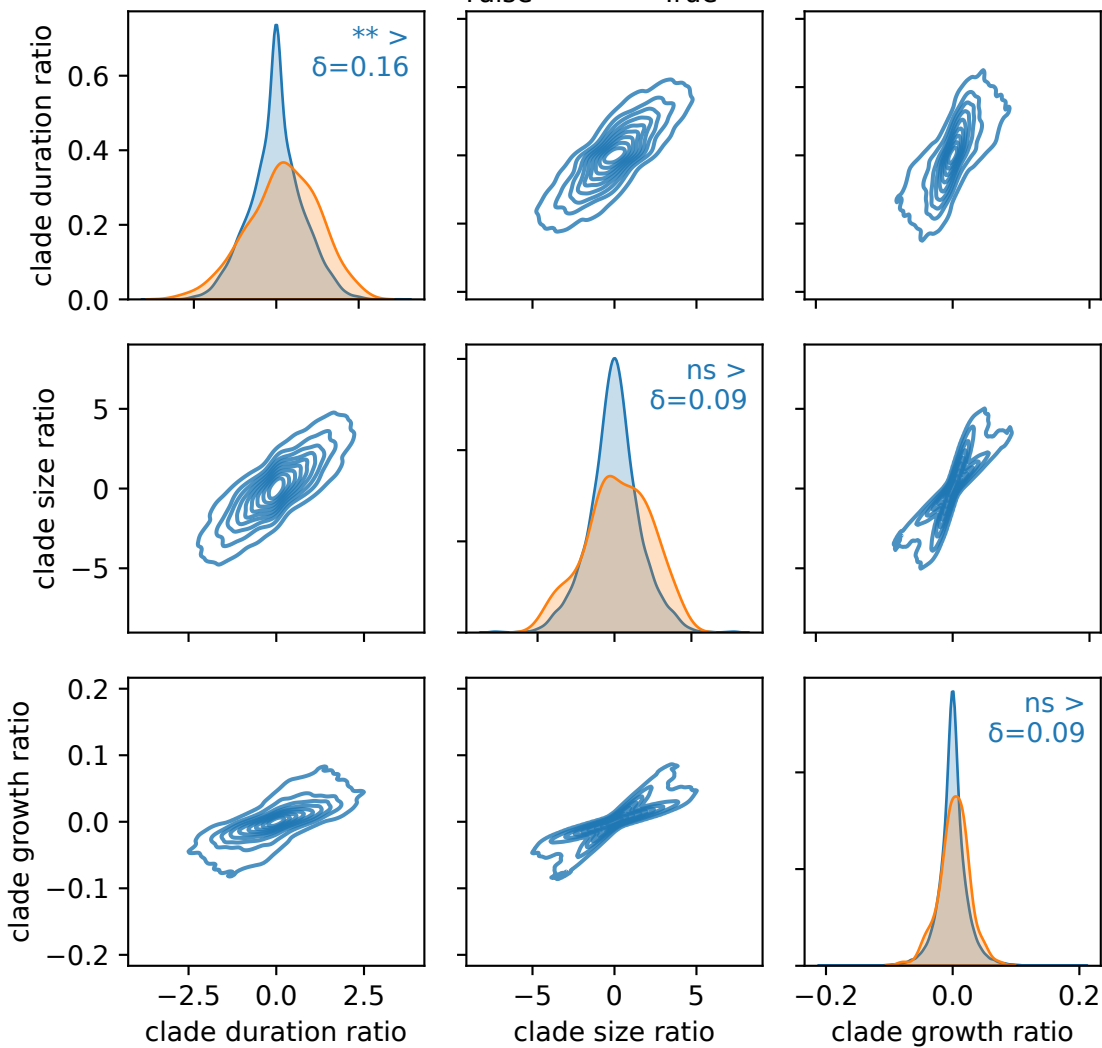 True
clade duration ratio
0.6
0.4
0.2
0.0
** >
δ=0.16
clade size ratio
5
0
−5
ns >
δ=0.09
clade growth ratio
0.2
0.1
0.0
−0.1
−0.2
ns >
δ=0.09
−2.5
0.0
2.5
−5
0
5
−0.2
0.0
0.2
clade duration ratio
clade size ratio
clade growth ratio